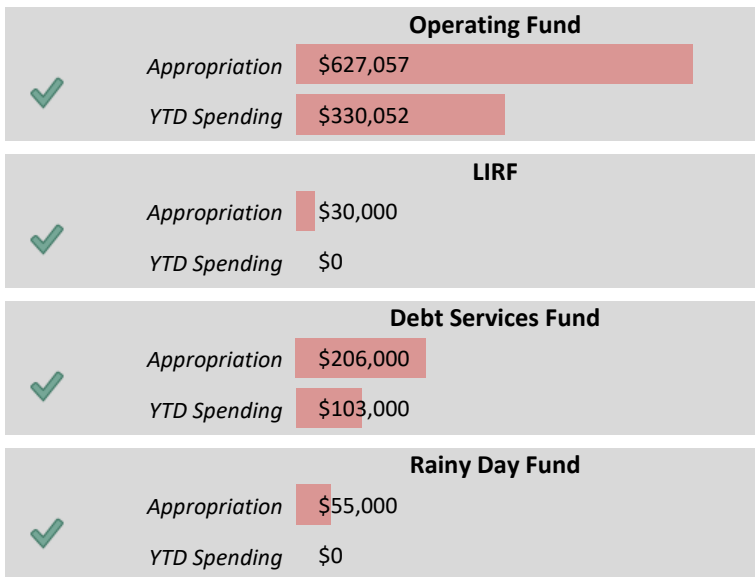 Operating Fund
Appropriation $627,057
YTD Spending $330,052
LIRF
Appropriation $30,000
YTD Spending $0
Debt Services Fund
Appropriation $206,000
YTD Spending $103,000
Rainy Day Fund
Appropriation $55,000
YTD Spending $0